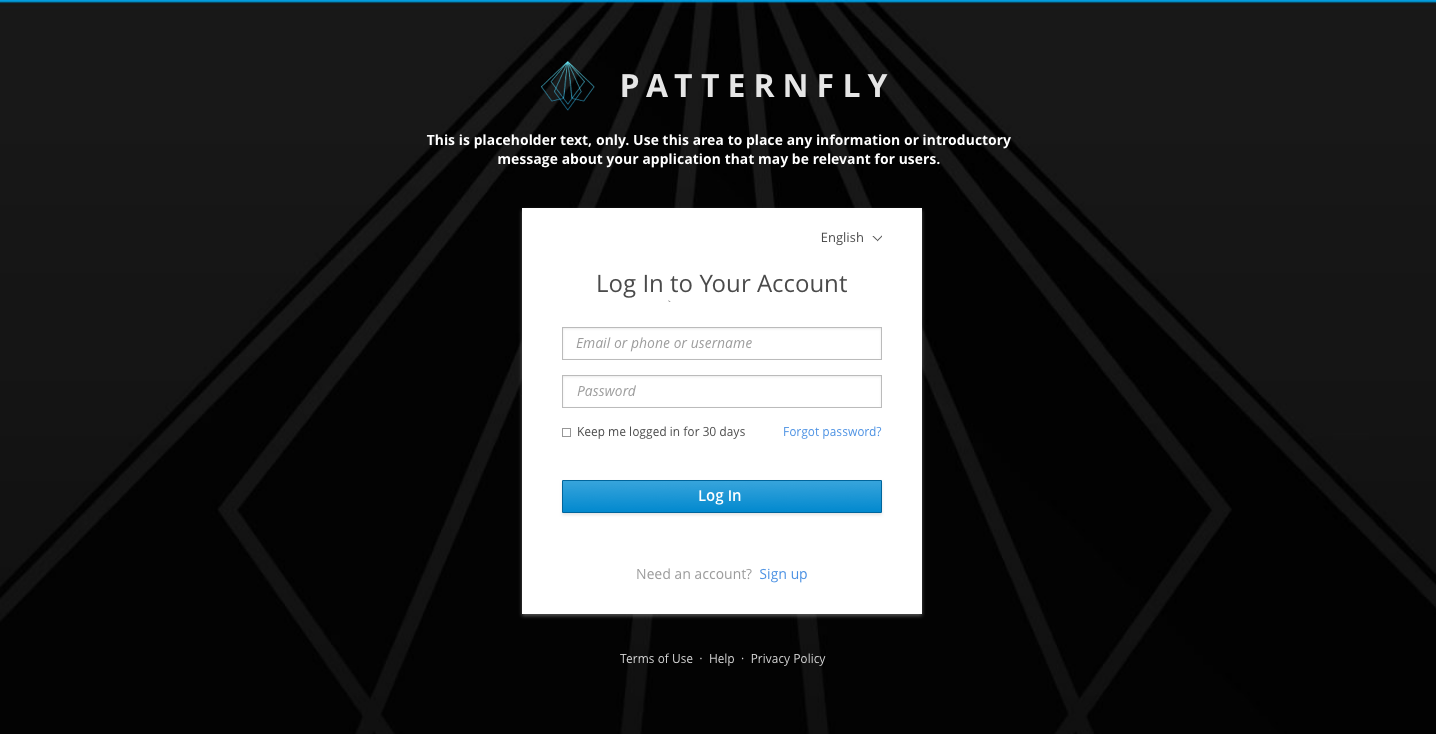 PATTERNFLY
This is placeholder text, only. Use this area to place any information or introductory
message about your application that may be relevant for users.
English
Log In to Your Account
Email or phone or username
Password
Keep me logged in for 30 days Forgot password?
Log In
Need an account? Sign up
Terms of Use · Help · Privacy Policy